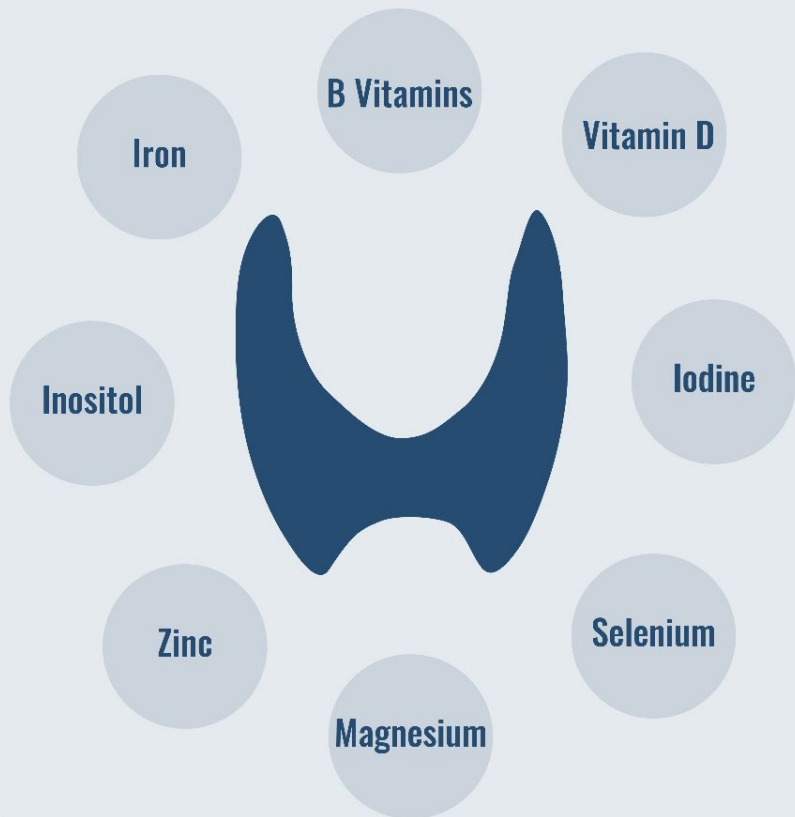 B Vitamins
Vitamin D
Iron
Iodine
Inositol
Selenium
Zinc
Magnesium